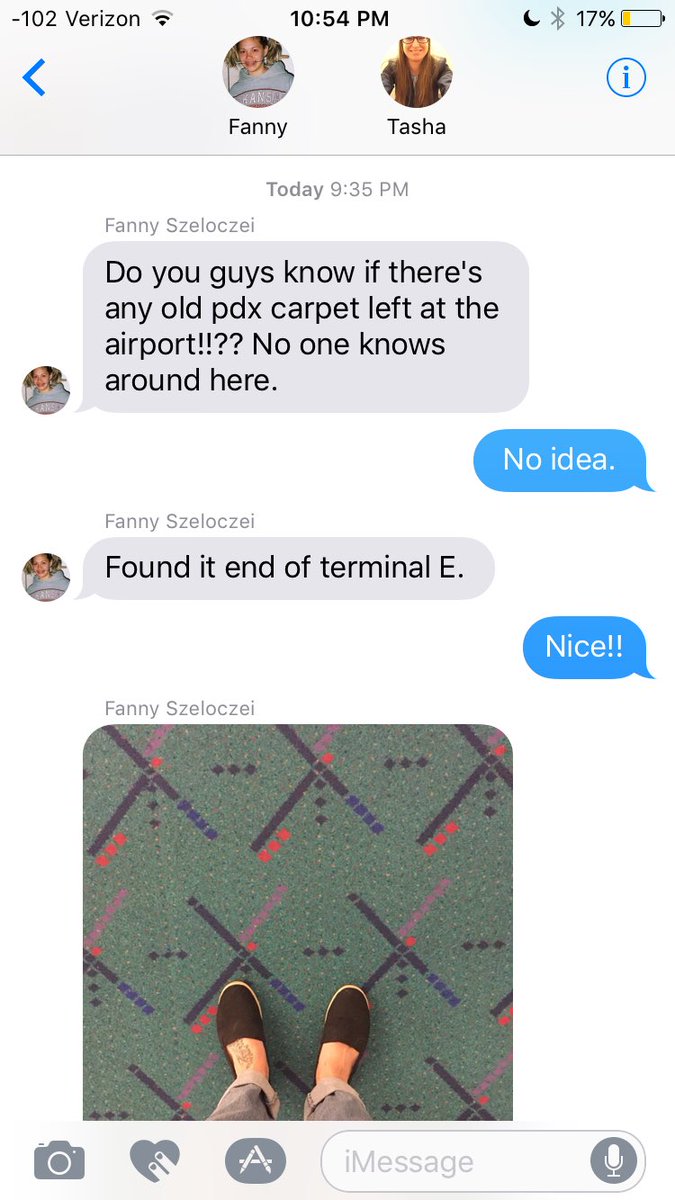 -102 Verizon 10:54 PM 17%
Fanny Tasha
Today 9:35 PM
Fanny Szeloczei
Do you guys know if there's
any old pdx carpet left at the
airport!!?? No one knows
around here.
No idea.
Fanny Szeloczei
Found it end of terminal E.
Nice!!
Fanny Szeloczei
iMessage